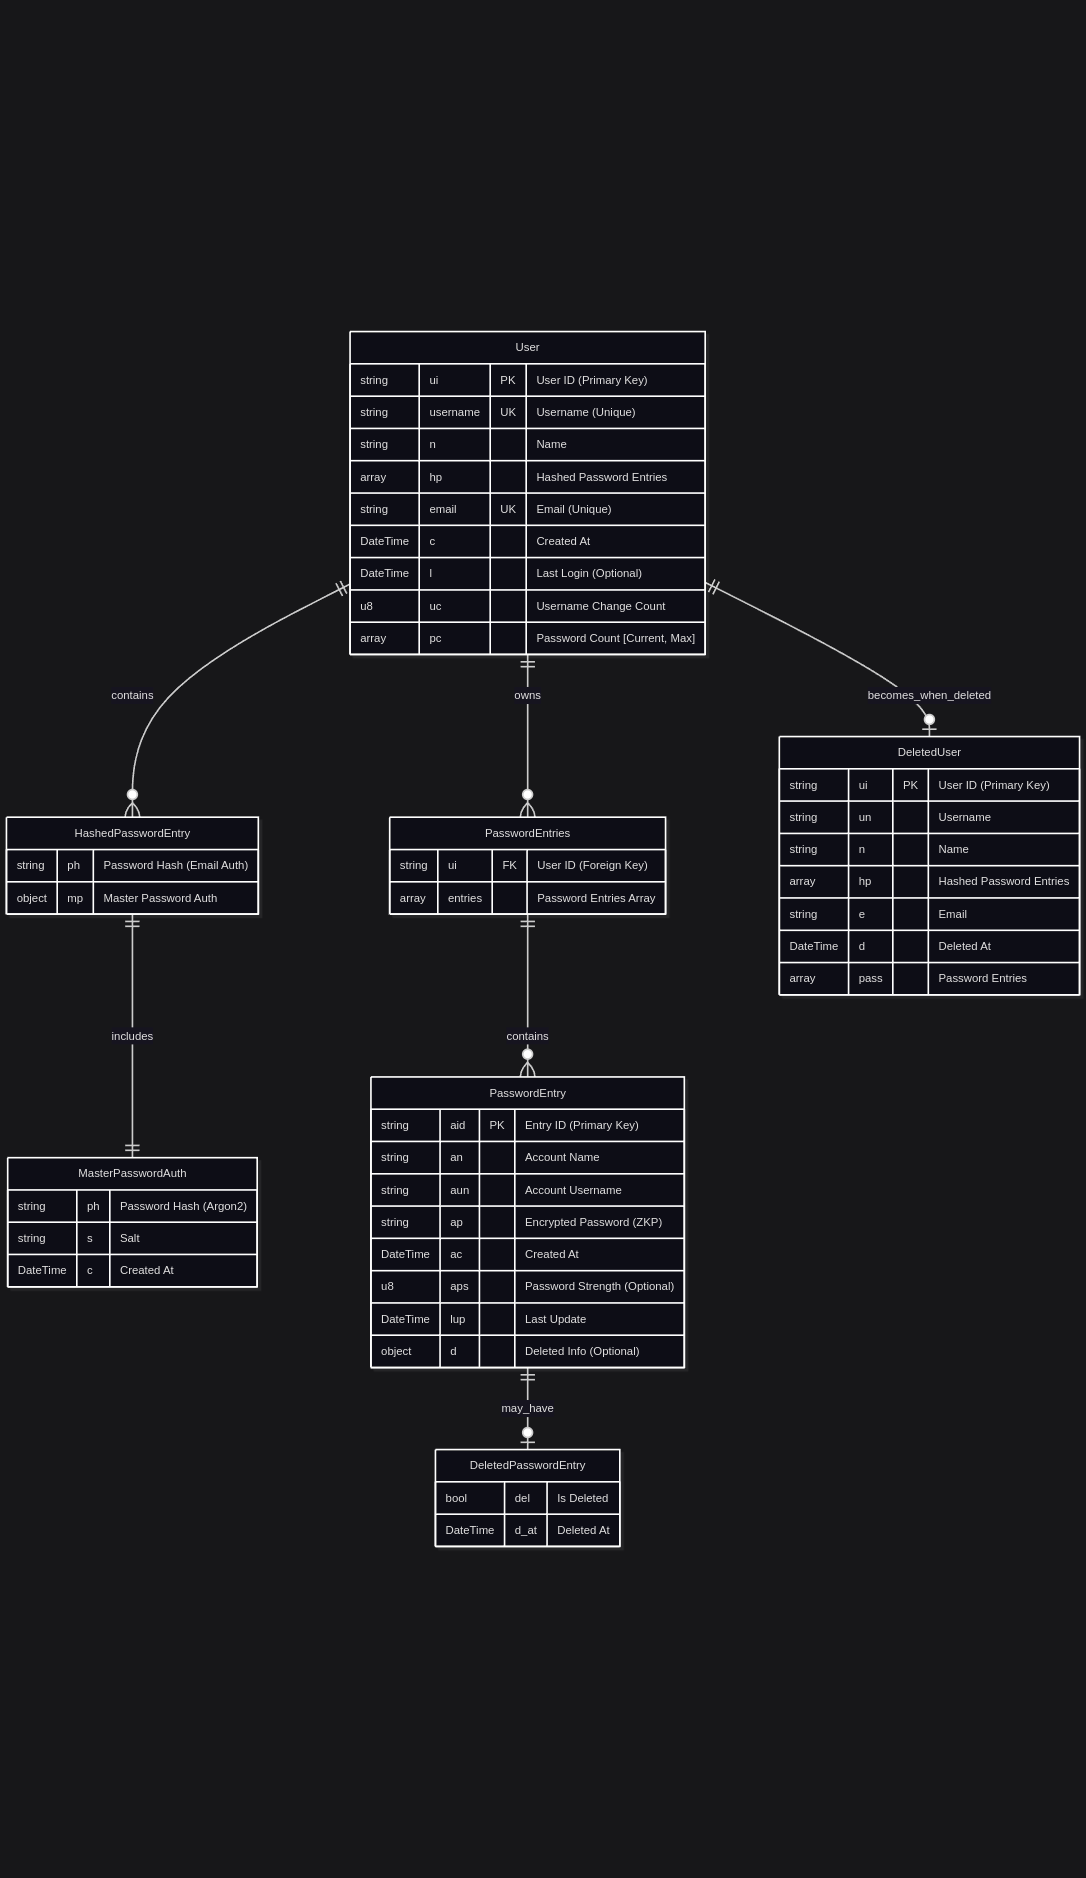 User
string ui PK User ID (Primary Key)
string username UK Username (Unique)
string n Name
array hp Hashed Password Entries
string email UK Email (Unique)
DateTime c Created At
DateTime l Last Login (Optional)
u8 uc Username Change Count
array pc Password Count [Current, Max]
contains
owns
becomes_when_deleted
HashedPasswordEntry
string ph Password Hash (Email Auth)
object mp Master Password Auth
PasswordEntries
string ui FK User ID (Foreign Key)
array entries Password Entries Array
DeletedUser
string ui PK User ID (Primary Key)
string un Username
string n Name
array hp Hashed Password Entries
string e Email
DateTime d Deleted At
array pass Password Entries
includes
contains
MasterPasswordAuth
string ph Password Hash (Argon2)
string s Salt
DateTime c Created At
PasswordEntry
string aid PK Entry ID (Primary Key)
string an Account Name
string aun Account Username
string ap Encrypted Password (ZKP)
DateTime ac Created At
u8 aps Password Strength (Optional)
DateTime lup Last Update
object d Deleted Info (Optional)
may_have
DeletedPasswordEntry
bool del Is Deleted
DateTime d_at Deleted At